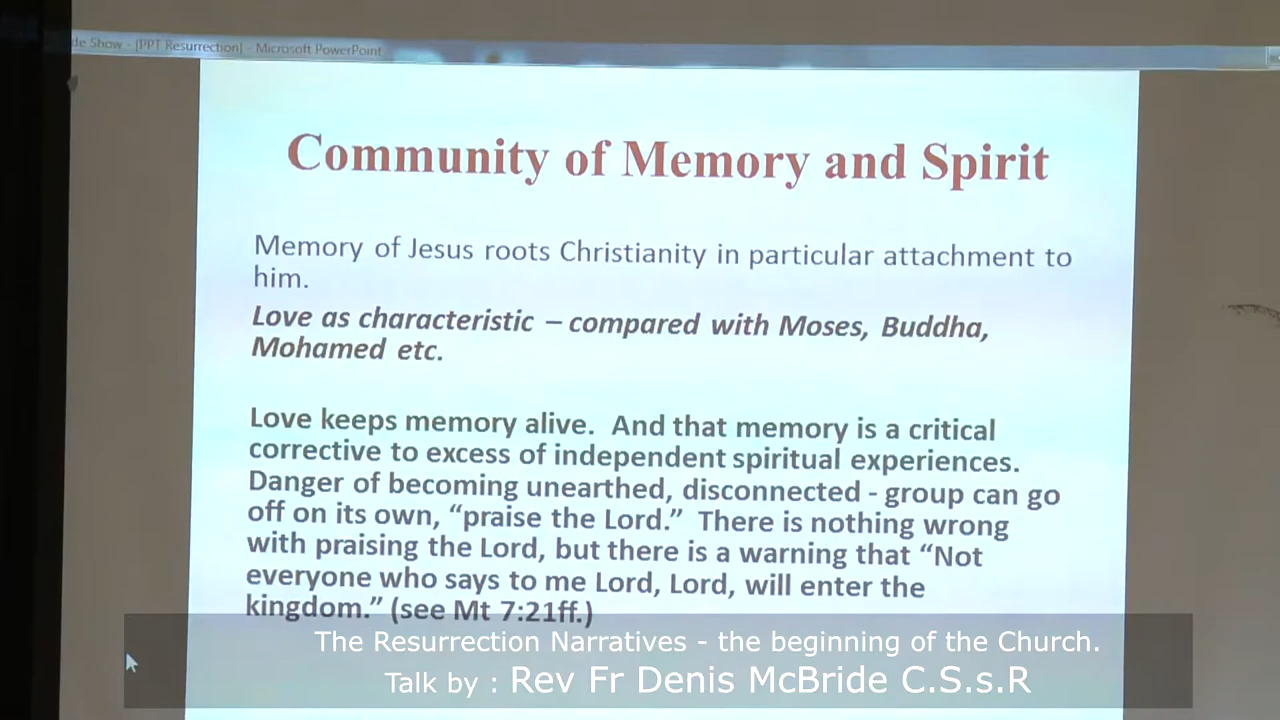 de Show - [PPT Resurrection] - Microsoft PowerPoint
Community of Memory and Spirit
Memory of Jesus roots Christianity in particular attachment to
him.
Love as characteristic – compared with Moses, Buddha,
Mohamed etc.
Love keeps memory alive.  And that memory is a critical
corrective to excess of independent spiritual experiences.
Danger of becoming unearthed, disconnected - group can go
off on its own, “praise the Lord.”  There is nothing wrong
with praising the Lord, but there is a warning that “Not
everyone who says to me Lord, Lord, will enter the
kingdom.” (see Mt 7:21ff.)
The Resurrection Narratives - the beginning of the Church.
Talk by : Rev Fr Denis McBride C.S.s.R